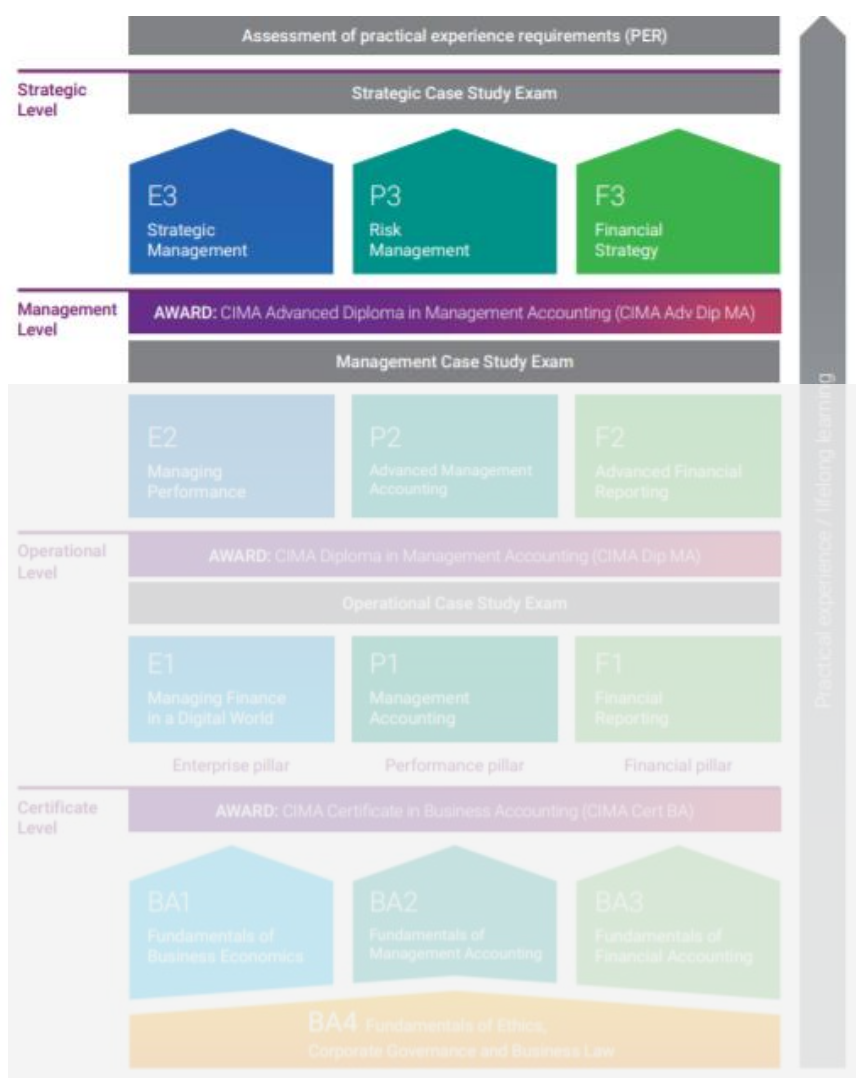 Assessment of practical experience requirements (PER)
Strategic
Level
Strategic Case Study Exam
E3
Strategic
Management
P3
Risk
Management
F3
Financial
Strategy
Management
Level
AWARD: CIMA Advanced Diploma in Management Accounting (CIMA Adv Dip MA)
Management Case Study Exam
E2
Managing
Performance
P2
Advanced Management
Accounting
F2
Advanced Financial
Reporting
Operational
Level
AWARD: CIMA Diploma in Management Accounting (CIMA Dip MA)
Operational Case Study Exam
E1
Managing Finance
in a Digital World
P1
Management
Accounting
F1
Financial
Reporting
Enterprise pillar
Performance pillar
Financial pillar
Certificate
Level
AWARD: CIMA Certificate in Business Accounting (CIMA Cert BA)
BA1
Fundamentals of
Business Economics
BA2
Fundamentals of
Management Accounting
BA3
Fundamentals of
Financial Accounting
BA4 Fundamentals of Ethics,
Corporate Governance and Business Law
Practical experience / lifelong learning